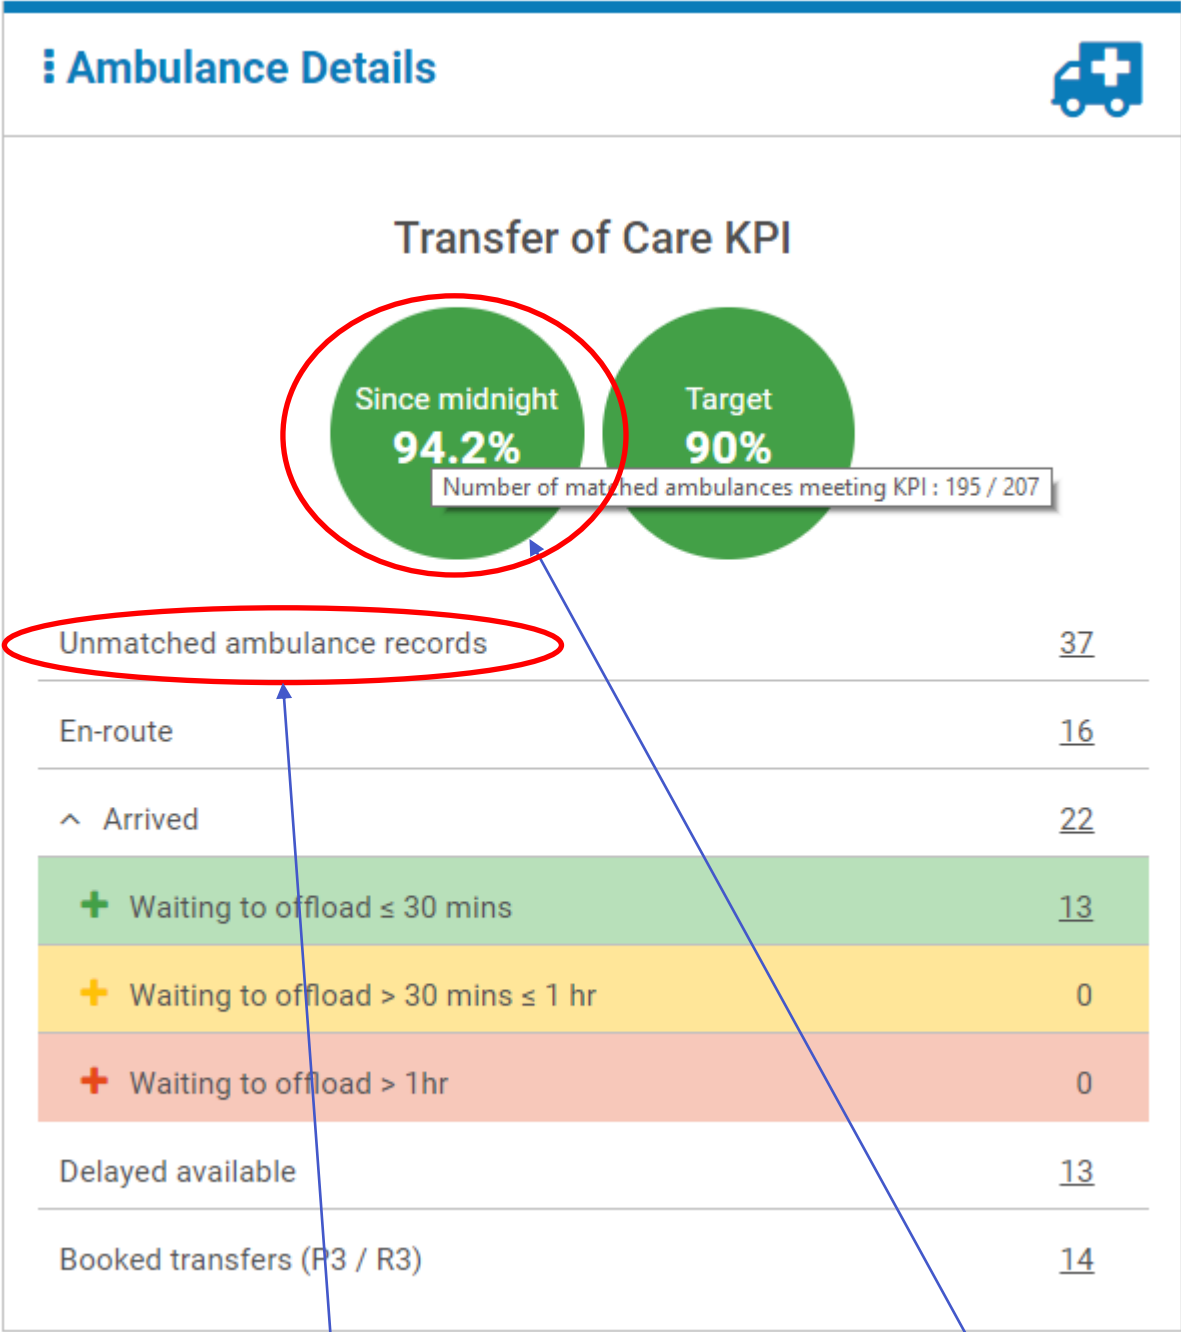 Ambulance Details
Transfer of Care KPI
Since midnight
94.2%
Target
90%
Number of matched ambulances meeting KPI : 195 / 207
Unmatched ambulance records 37
En-route 16
Arrived 22
Waiting to offload ≤ 30 mins 13
Waiting to offload > 30 mins ≤ 1 hr 0
Waiting to offload > 1hr 0
Delayed available 13
Booked transfers (P3 / R3) 14